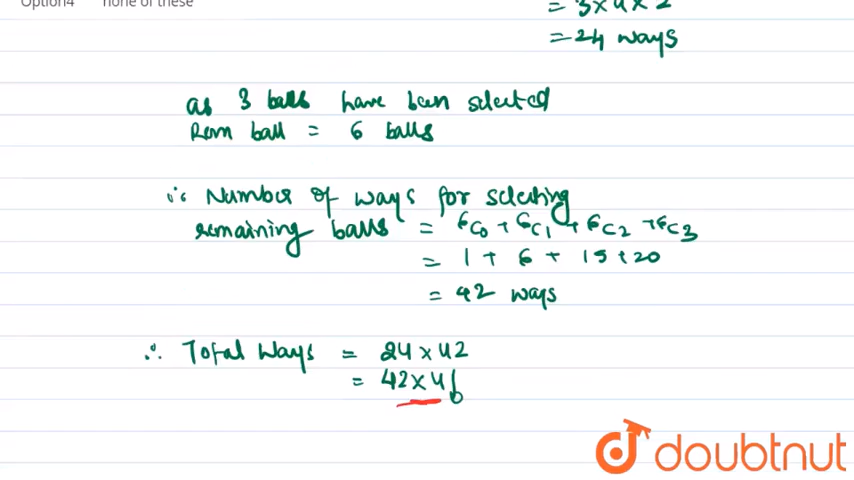 Option4 none of these
= 3 x 4 x 2
= 24 ways
as 3 balls have been selected
Rem ball = 6 balls
∴ Number of ways for selecting
remaining balls = 6C0 + 6C1 + 6C2 + 6C3
= 1 + 6 + 15 + 20
= 42 ways
∴ Total ways = 24 x 42
= 42 x 4!
doubtnut